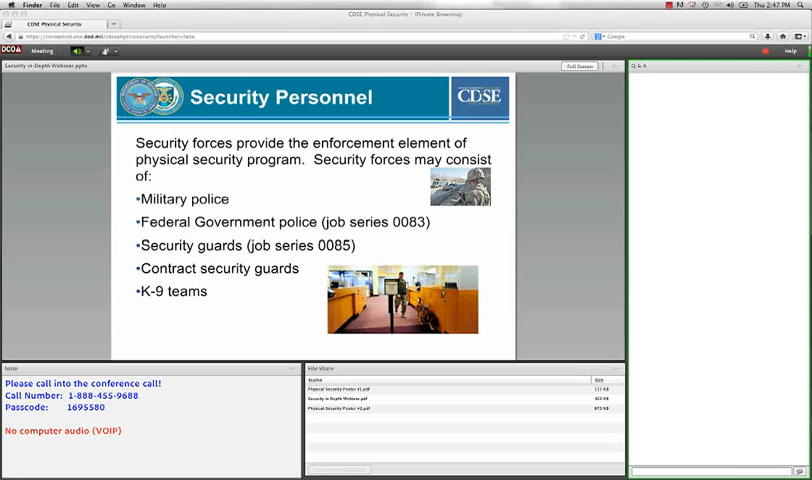 Finder File Edit View Go Window Help
Thu 2:47 PM
CDSE Physical Security - (Private Browsing)
CDSE Physical Security
Google
DCO Meeting
Help
Security in Depth Webinar.pptx
Full Screen
Q & A
Security Personnel
CDSE
Security forces provide the enforcement element of
physical security program. Security forces may consist
of:
•Military police
•Federal Government police (job series 0083)
•Security guards (job series 0085)
•Contract security guards
•K-9 teams
Note
Please call into the conference call!
Call Number: 1-888-455-9688
Passcode: 1695580
No computer audio (VOIP)
File Share
Name Size
Physical Security Poster #1.pdf 117 KB
Security in Depth Webinar.pdf
Physical Security Poster #2.pdf